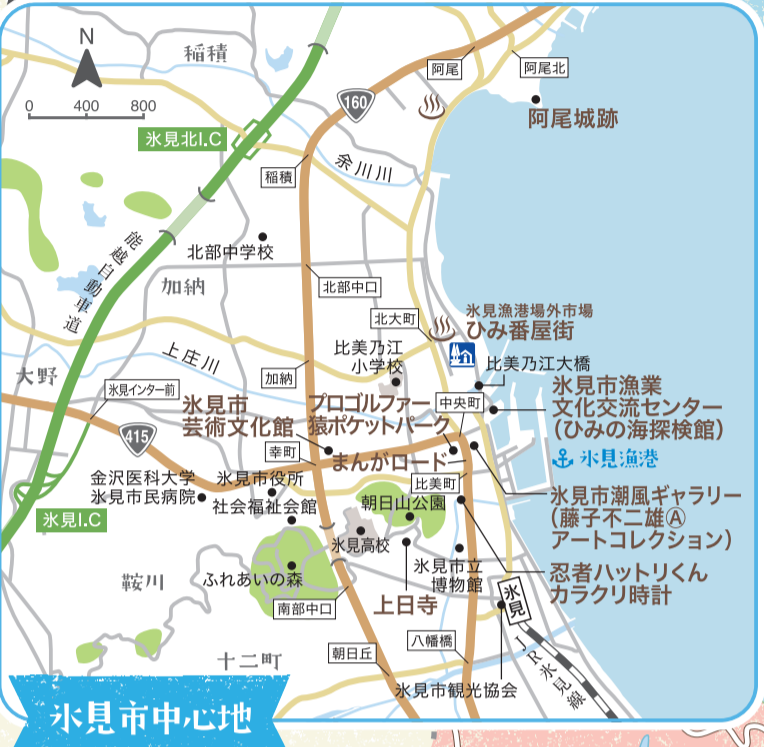 N
0 400 800
稲積
阿尾
阿尾北
160
阿尾城跡
氷見北I.C
稲積
余川川
北部中学校
能越自動車道
加納
北部中口
北大町
氷見漁港場外市場
ひみ番屋街
比美乃江
小学校
比美乃江大橋
上庄川
大野
氷見インター前
加納
中央町
氷見市漁業
文化交流センター
(ひみの海探検館)
氷見漁港
氷見市
芸術文化館
プロゴルファー
猿ポケットパーク
415
幸町
まんがロード
金沢医科大学
氷見市民病院
氷見市役所
社会福祉会館
比美町
朝日山公園
氷見市潮風ギャラリー
(藤子不二雄Ⓐ
アートコレクション)
氷見I.C
氷見高校
氷見市立
博物館
忍者ハットリくん
カラクリ時計
鞍川
ふれあいの森
上日寺
氷見
南部中口
十二町
朝日丘
八幡橋
JR氷見線
氷見市観光協会
氷見市中心地